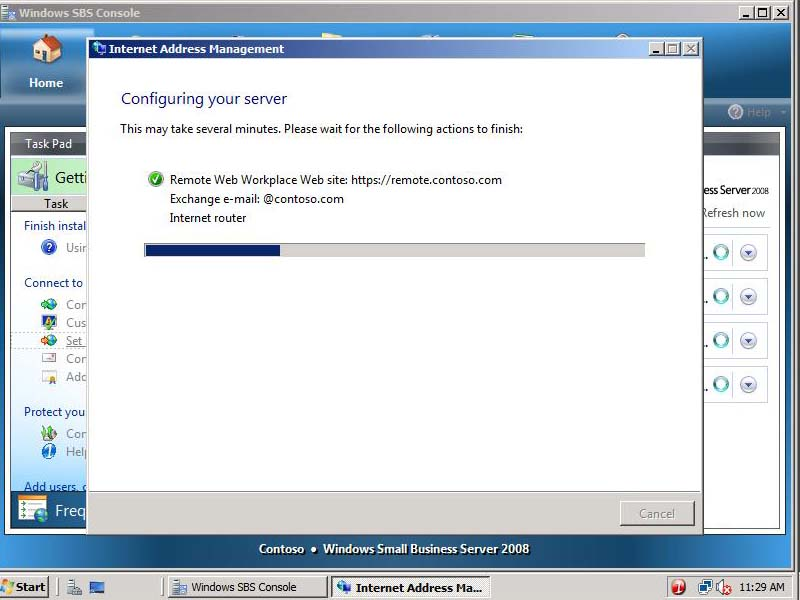 Windows SBS Console
Internet Address Management
Home
Help
Configuring your server
This may take several minutes. Please wait for the following actions to finish:
Task Pad
Task
Finish
Connect to
Set
Protect you
Add users,
Remote Web Workplace Web site: https://remote.contoso.com
Exchange e-mail: @contoso.com
Internet router
Server 2008
Refresh now
Cancel
Contoso • Windows Small Business Server 2008
Start
Windows SBS Console
Internet Address Ma...
11:29 AM